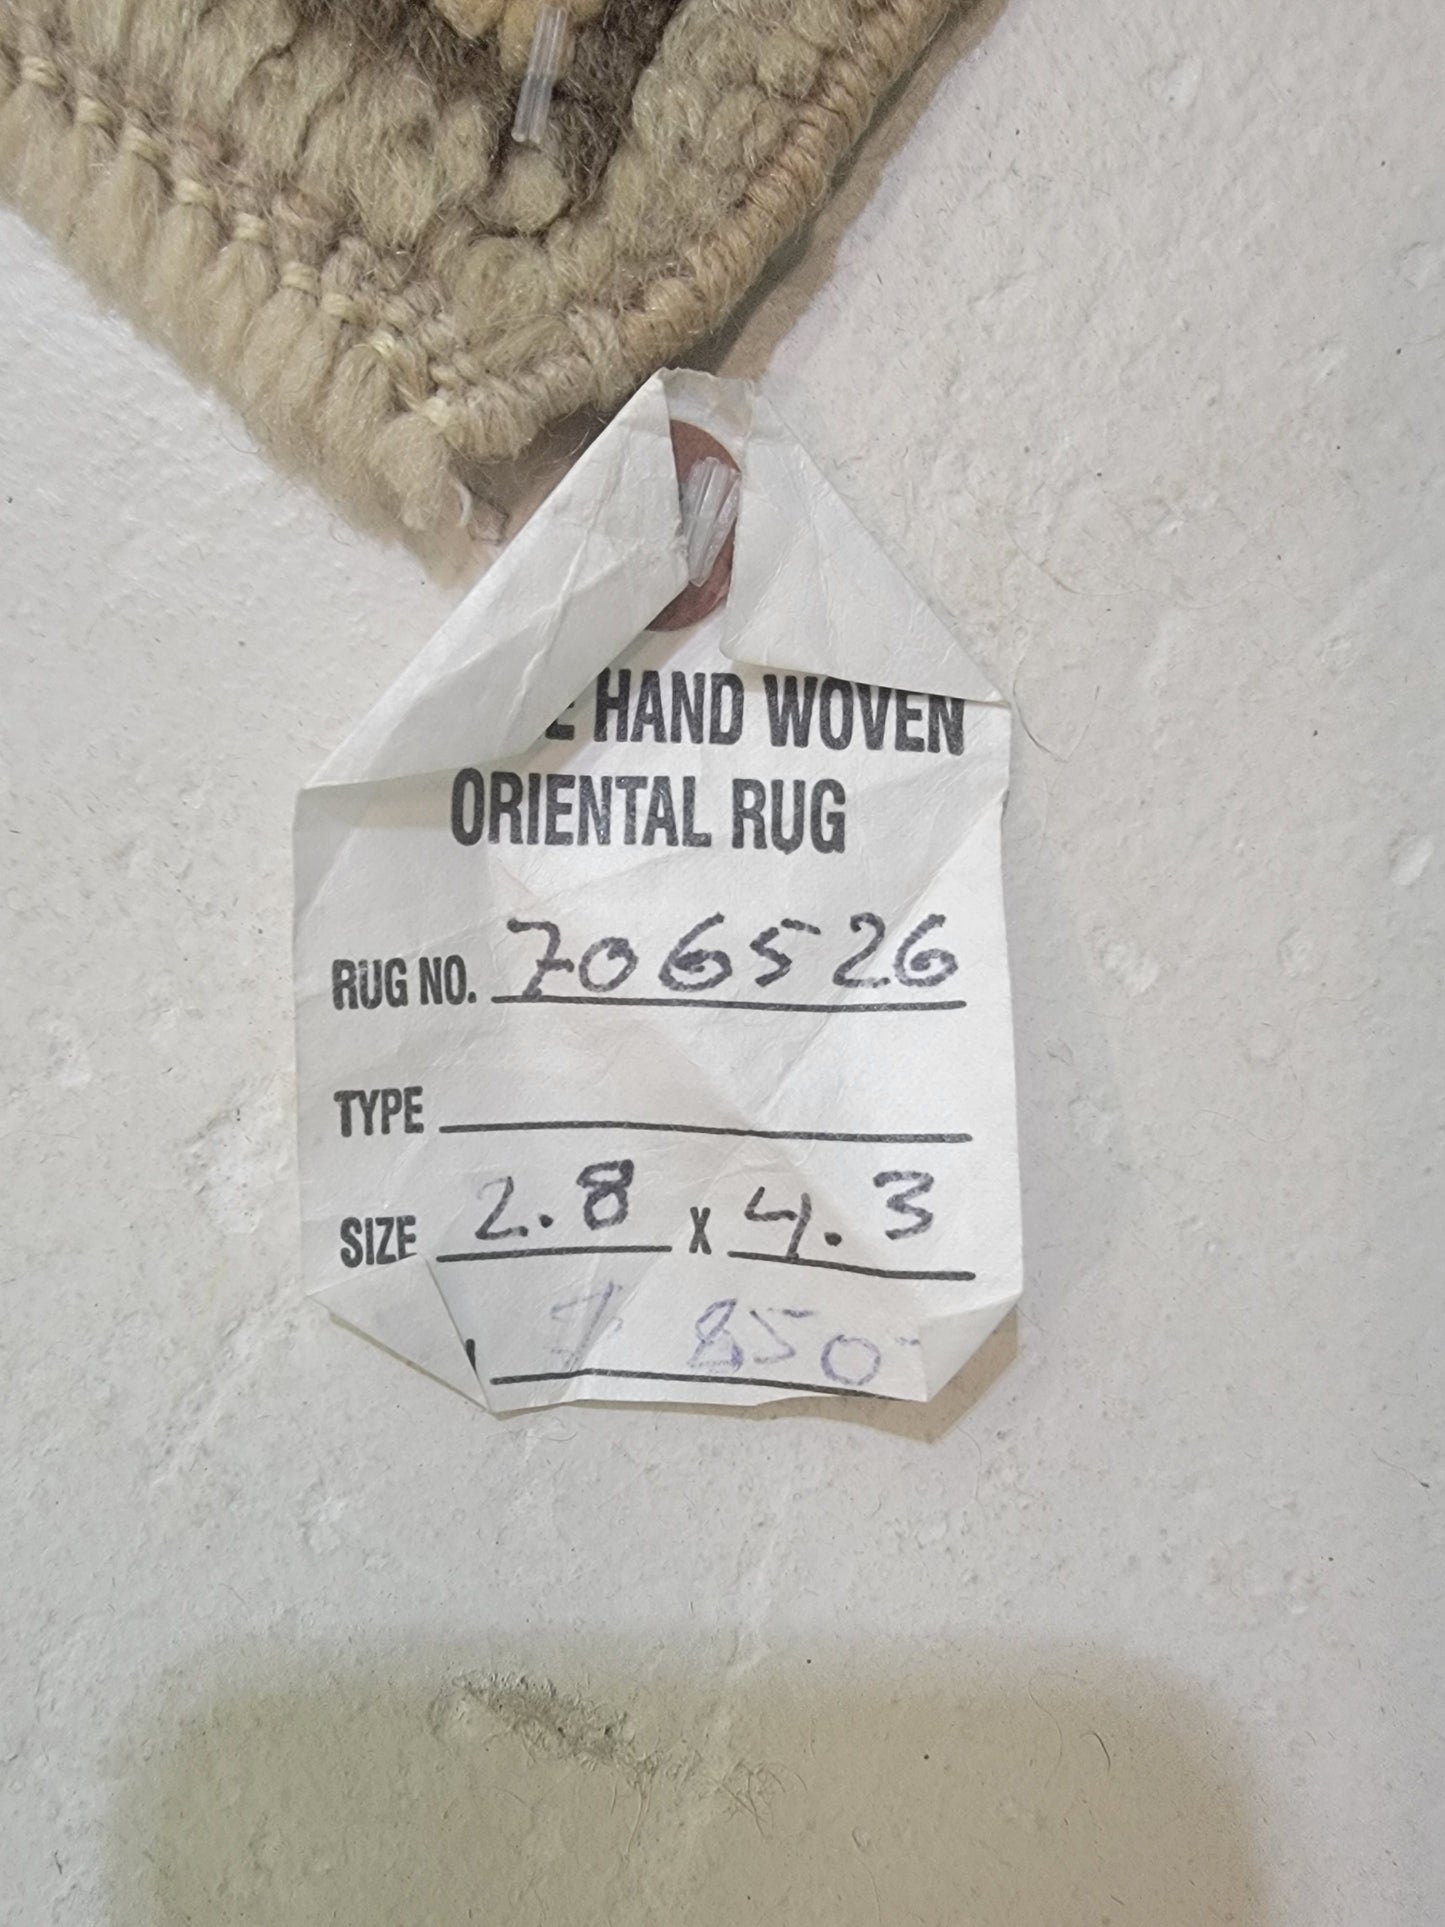 HAND WOVEN
ORIENTAL RUG
RUG NO. 706526
TYPE
SIZE 2.8 X 4.3
$ 850-